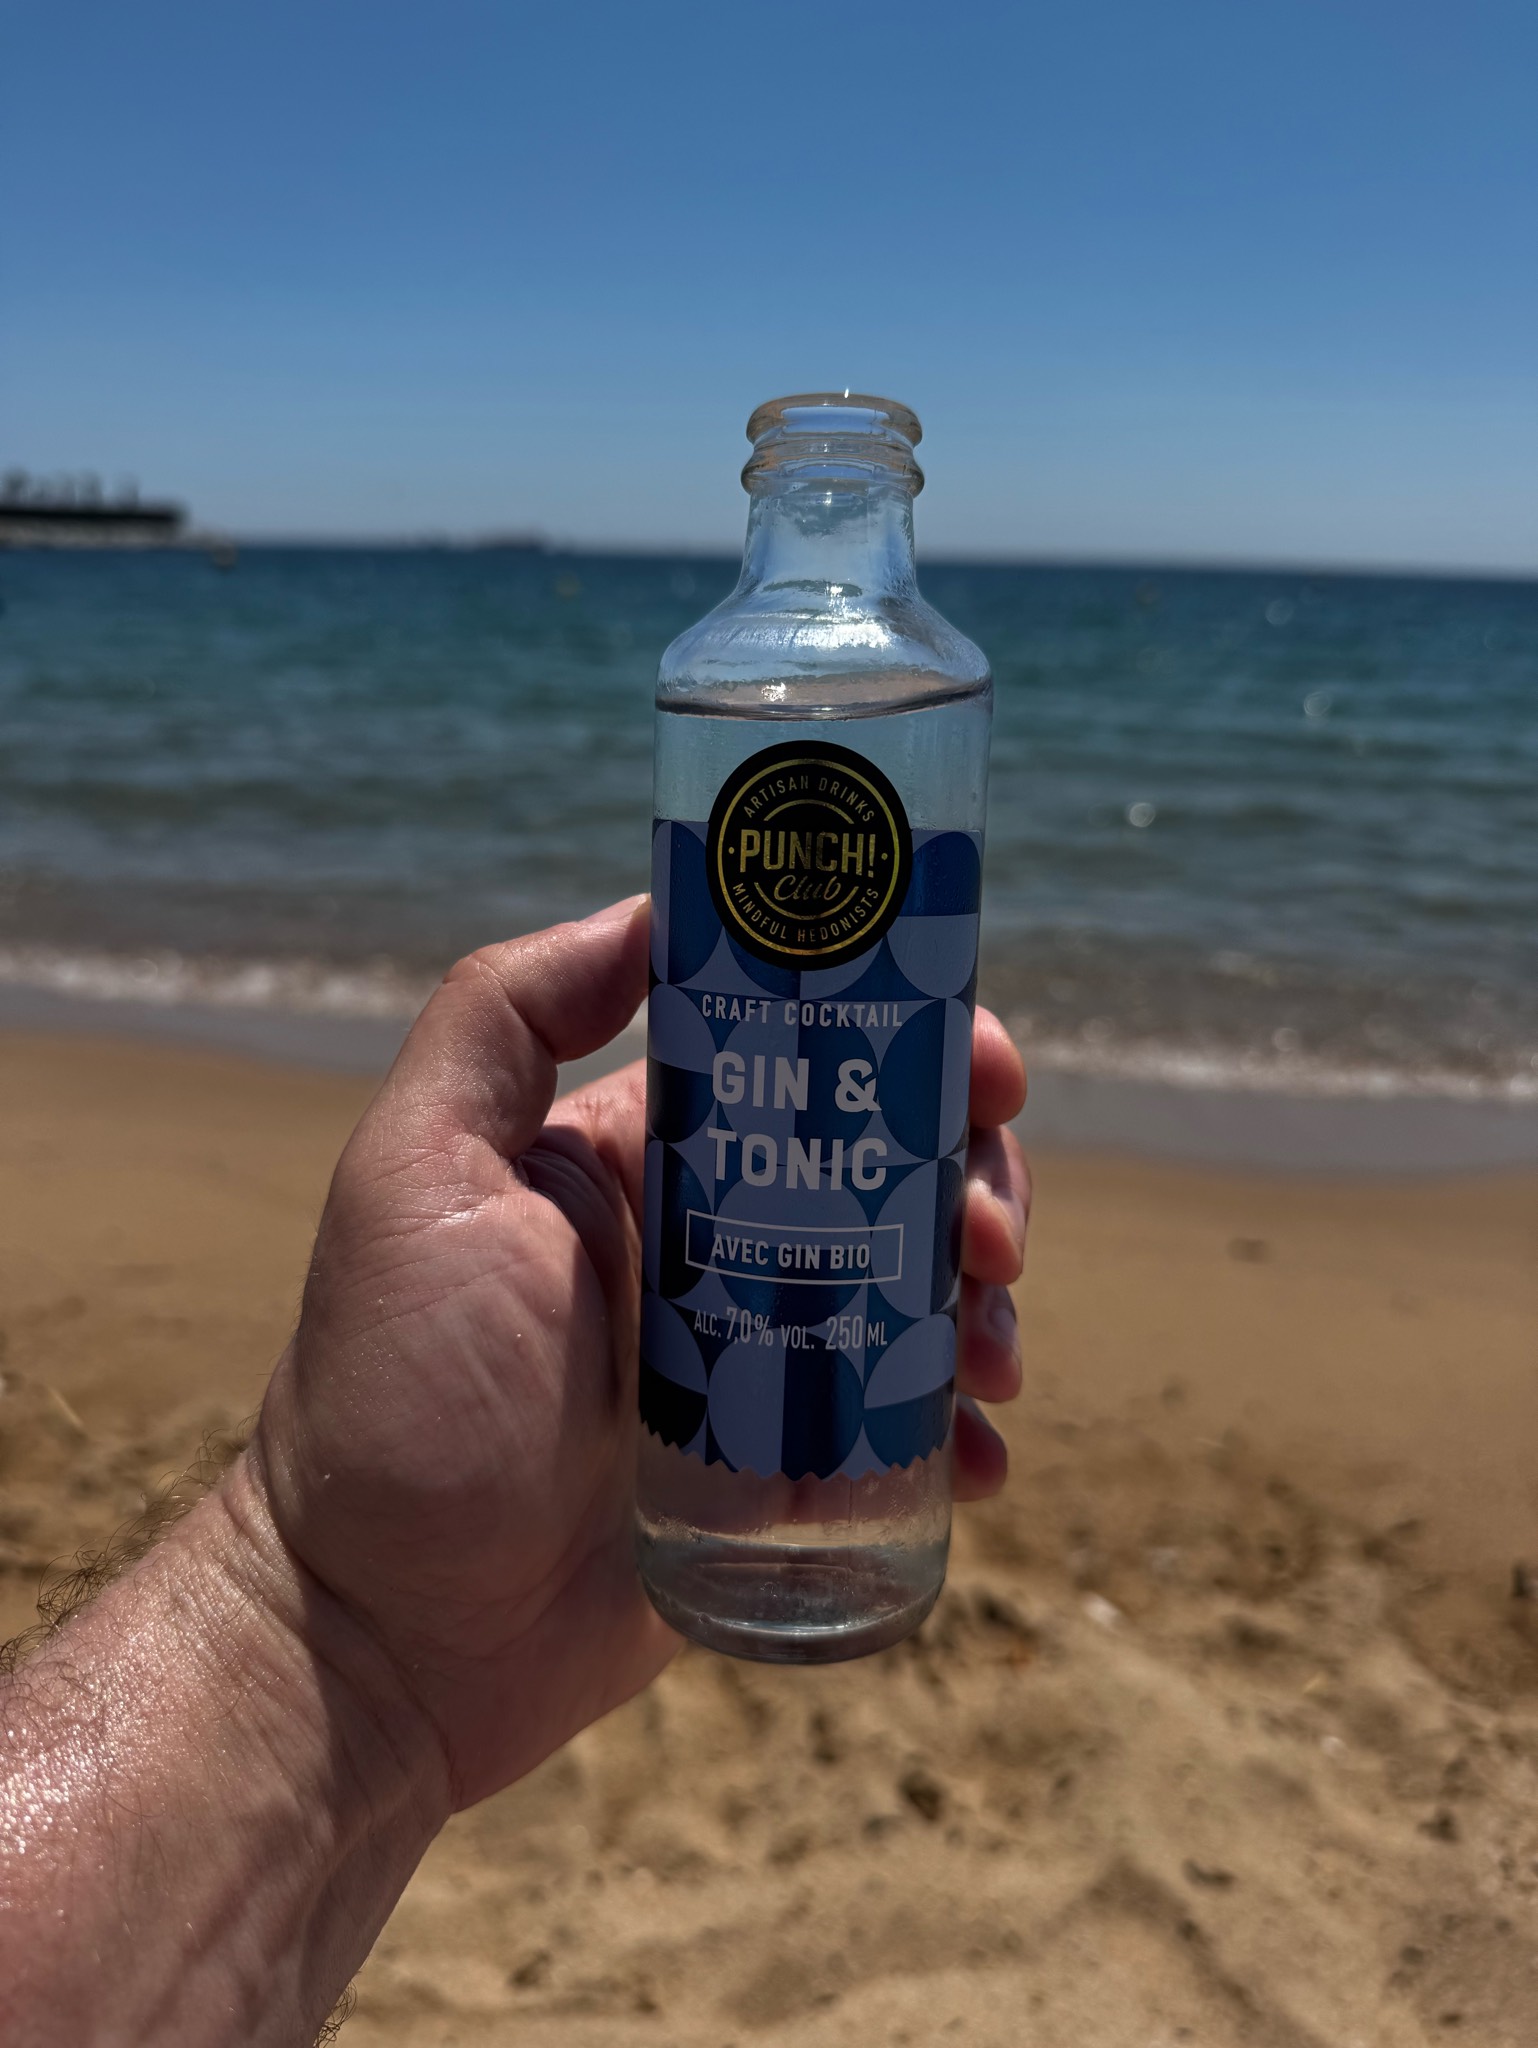 ARTISAN DRINKS
PUNCH!
Club
MINDFUL HEDONISTS
CRAFT COCKTAIL
GIN &
TONIC
AVEC GIN BIO
ALC. 7,0% VOL. 250 ML